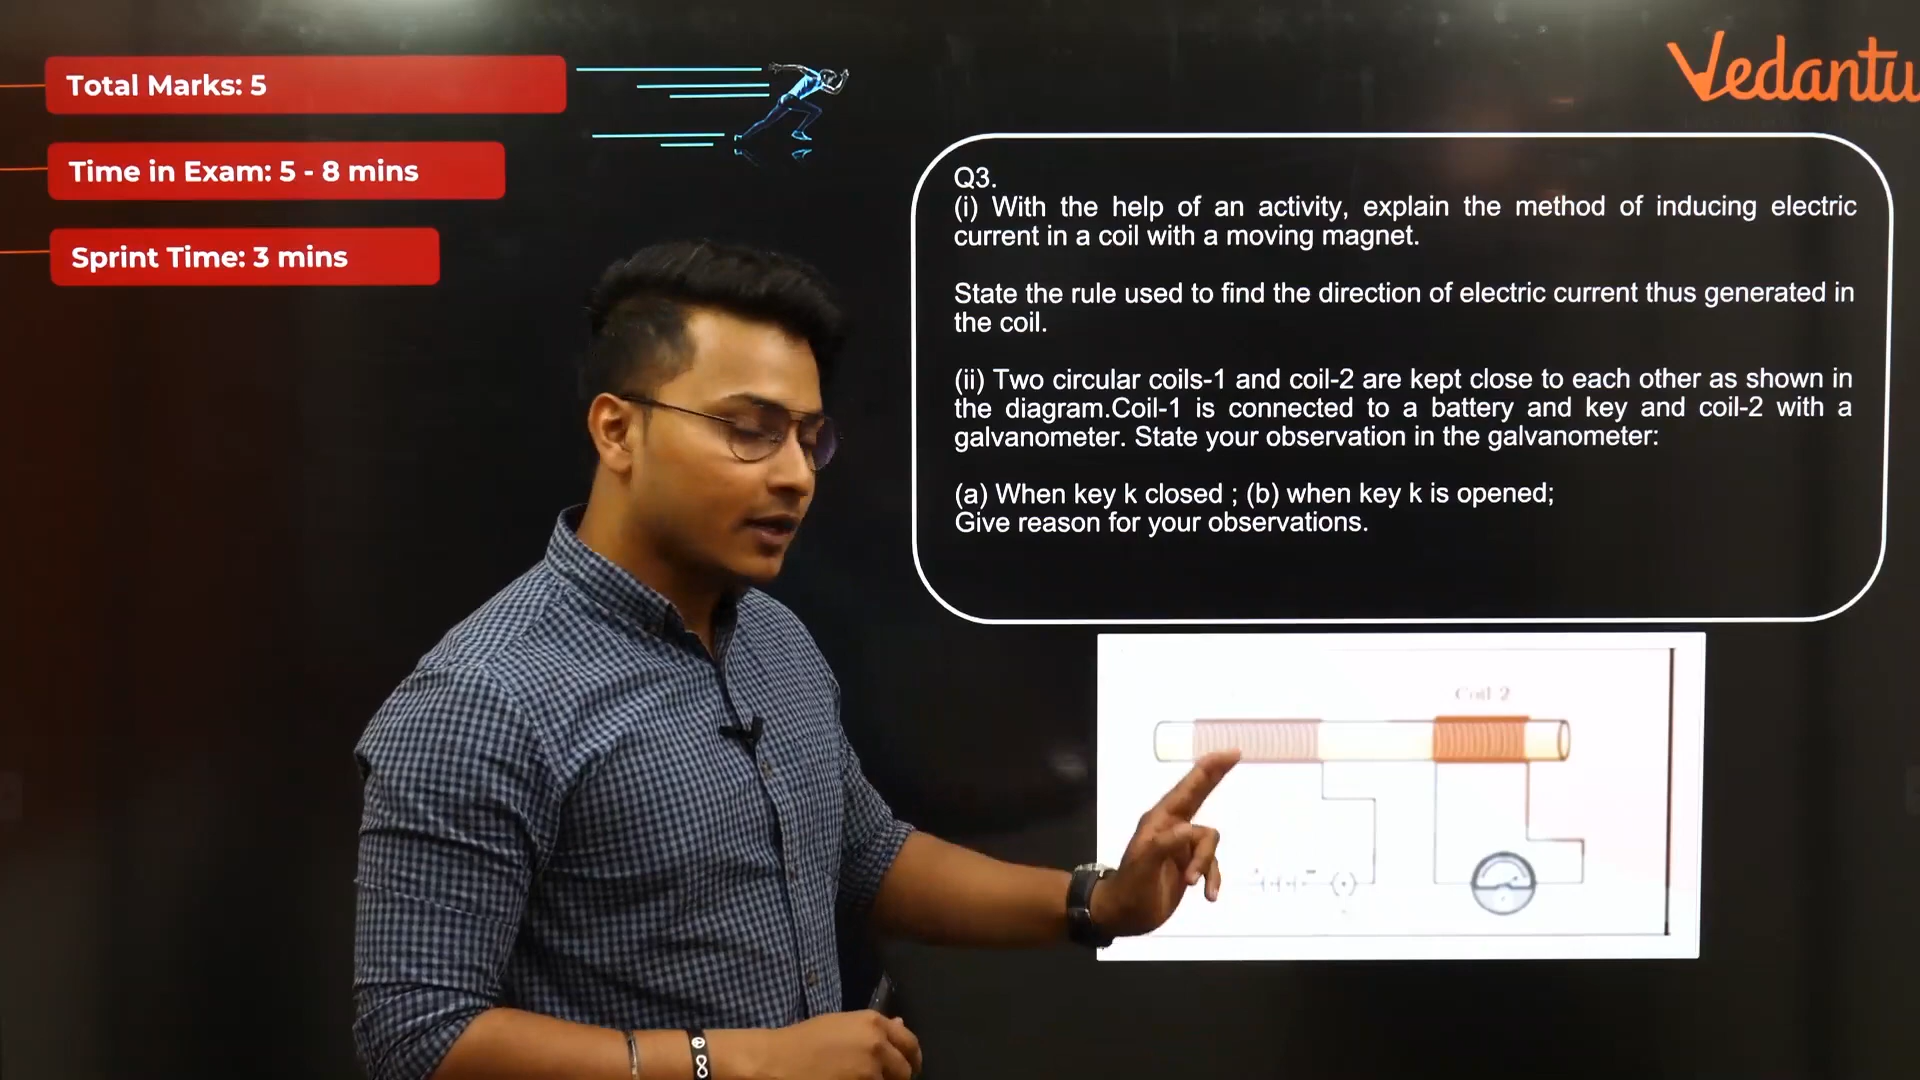 Total Marks: 5
Time in Exam: 5 - 8 mins
Sprint Time: 3 mins
Vedantu
Q3.
(i) With the help of an activity, explain the method of inducing electric
current in a coil with a moving magnet.
State the rule used to find the direction of electric current thus generated in
the coil.
(ii) Two circular coils-1 and coil-2 are kept close to each other as shown in
the diagram.Coil-1 is connected to a battery and key and coil-2 with a
galvanometer. State your observation in the galvanometer:
(a) When key k closed ; (b) when key k is opened;
Give reason for your observations.
Coil-2